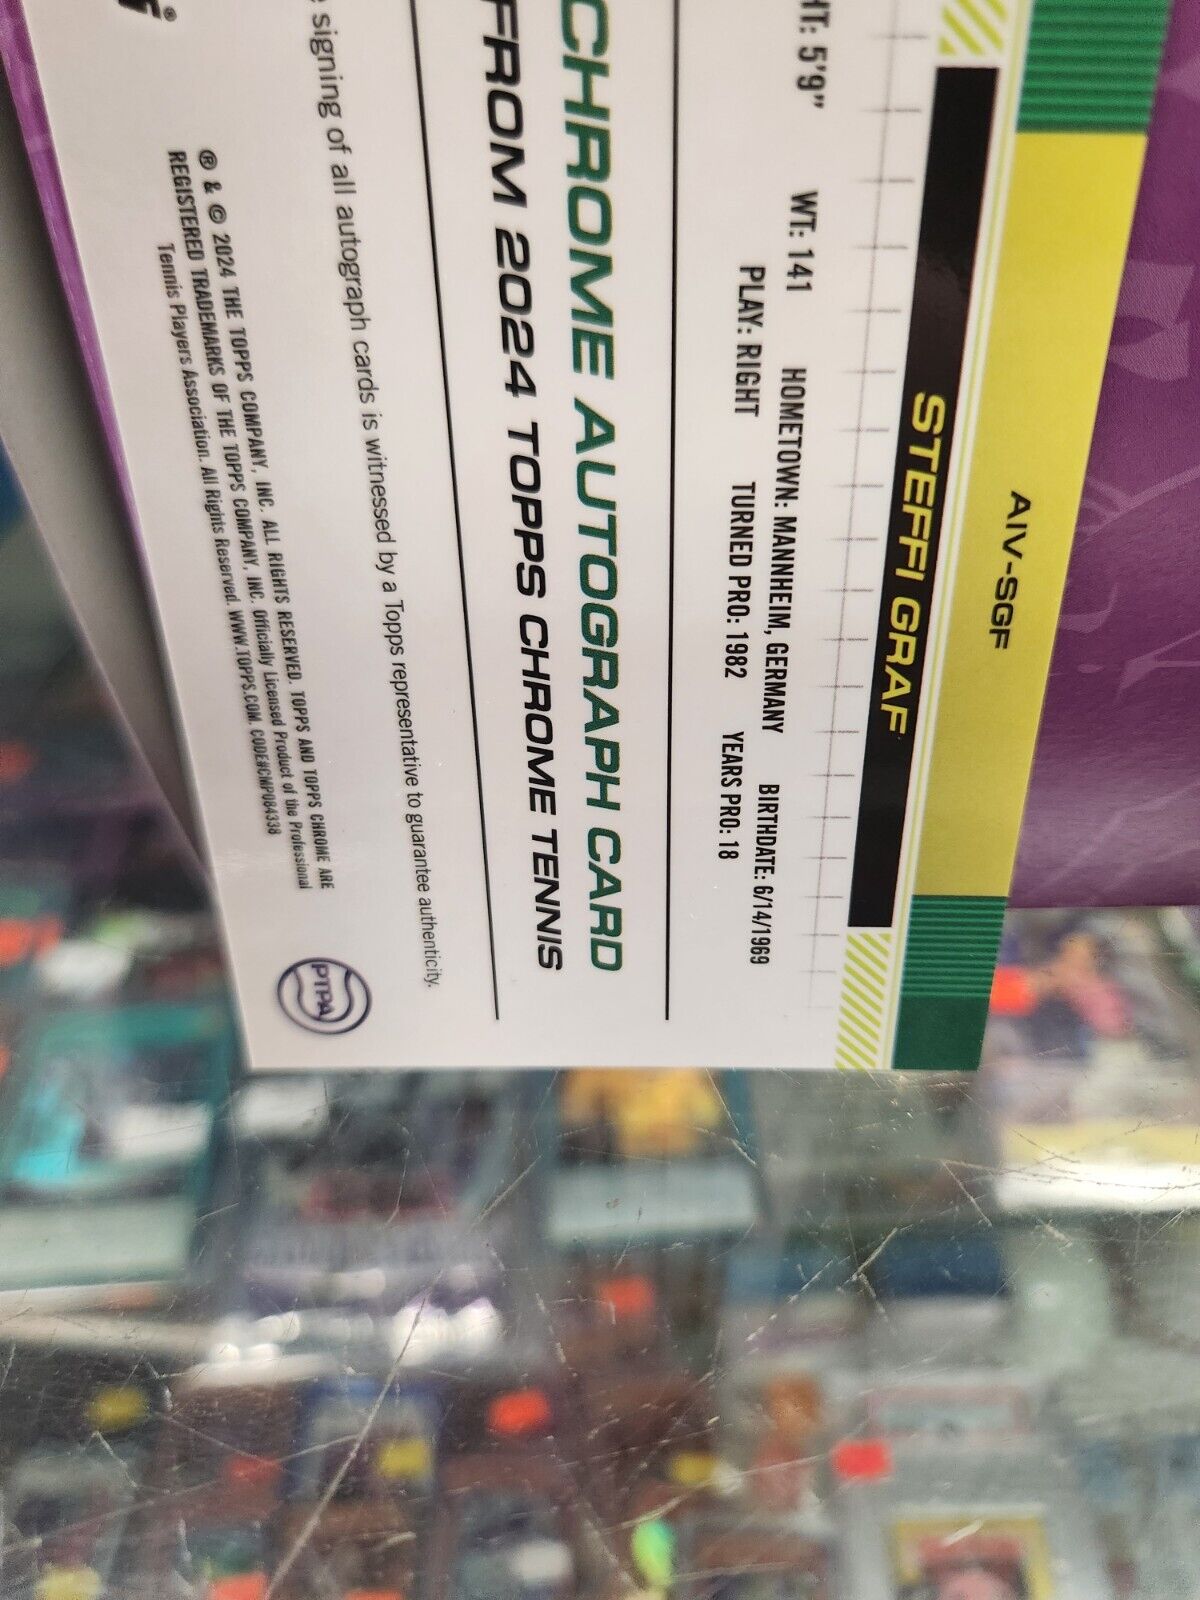 AIV-SGF
STEFFI GRAF
HT: 5'9" WT: 141 HOMETOWN: MANNHEIM, GERMANY BIRTHDATE: 6/14/1969
PLAY: RIGHT TURNED PRO: 1982 YEARS PRO: 18
CHROME AUTOGRAPH CARD
FROM 2024 TOPPS CHROME TENNIS
signing of all autograph cards is witnessed by a Topps representative to guarantee authenticity.
®
® & © 2024 THE TOPPS COMPANY, INC. ALL RIGHTS RESERVED. TOPPS AND TOPPS CHROME ARE
REGISTERED TRADEMARKS OF THE TOPPS COMPANY, INC. Officially Licensed Product of the Professional
Tennis Players Association. All Rights Reserved. WWW.TOPPS.COM. CODE#CMP084338
PTPA